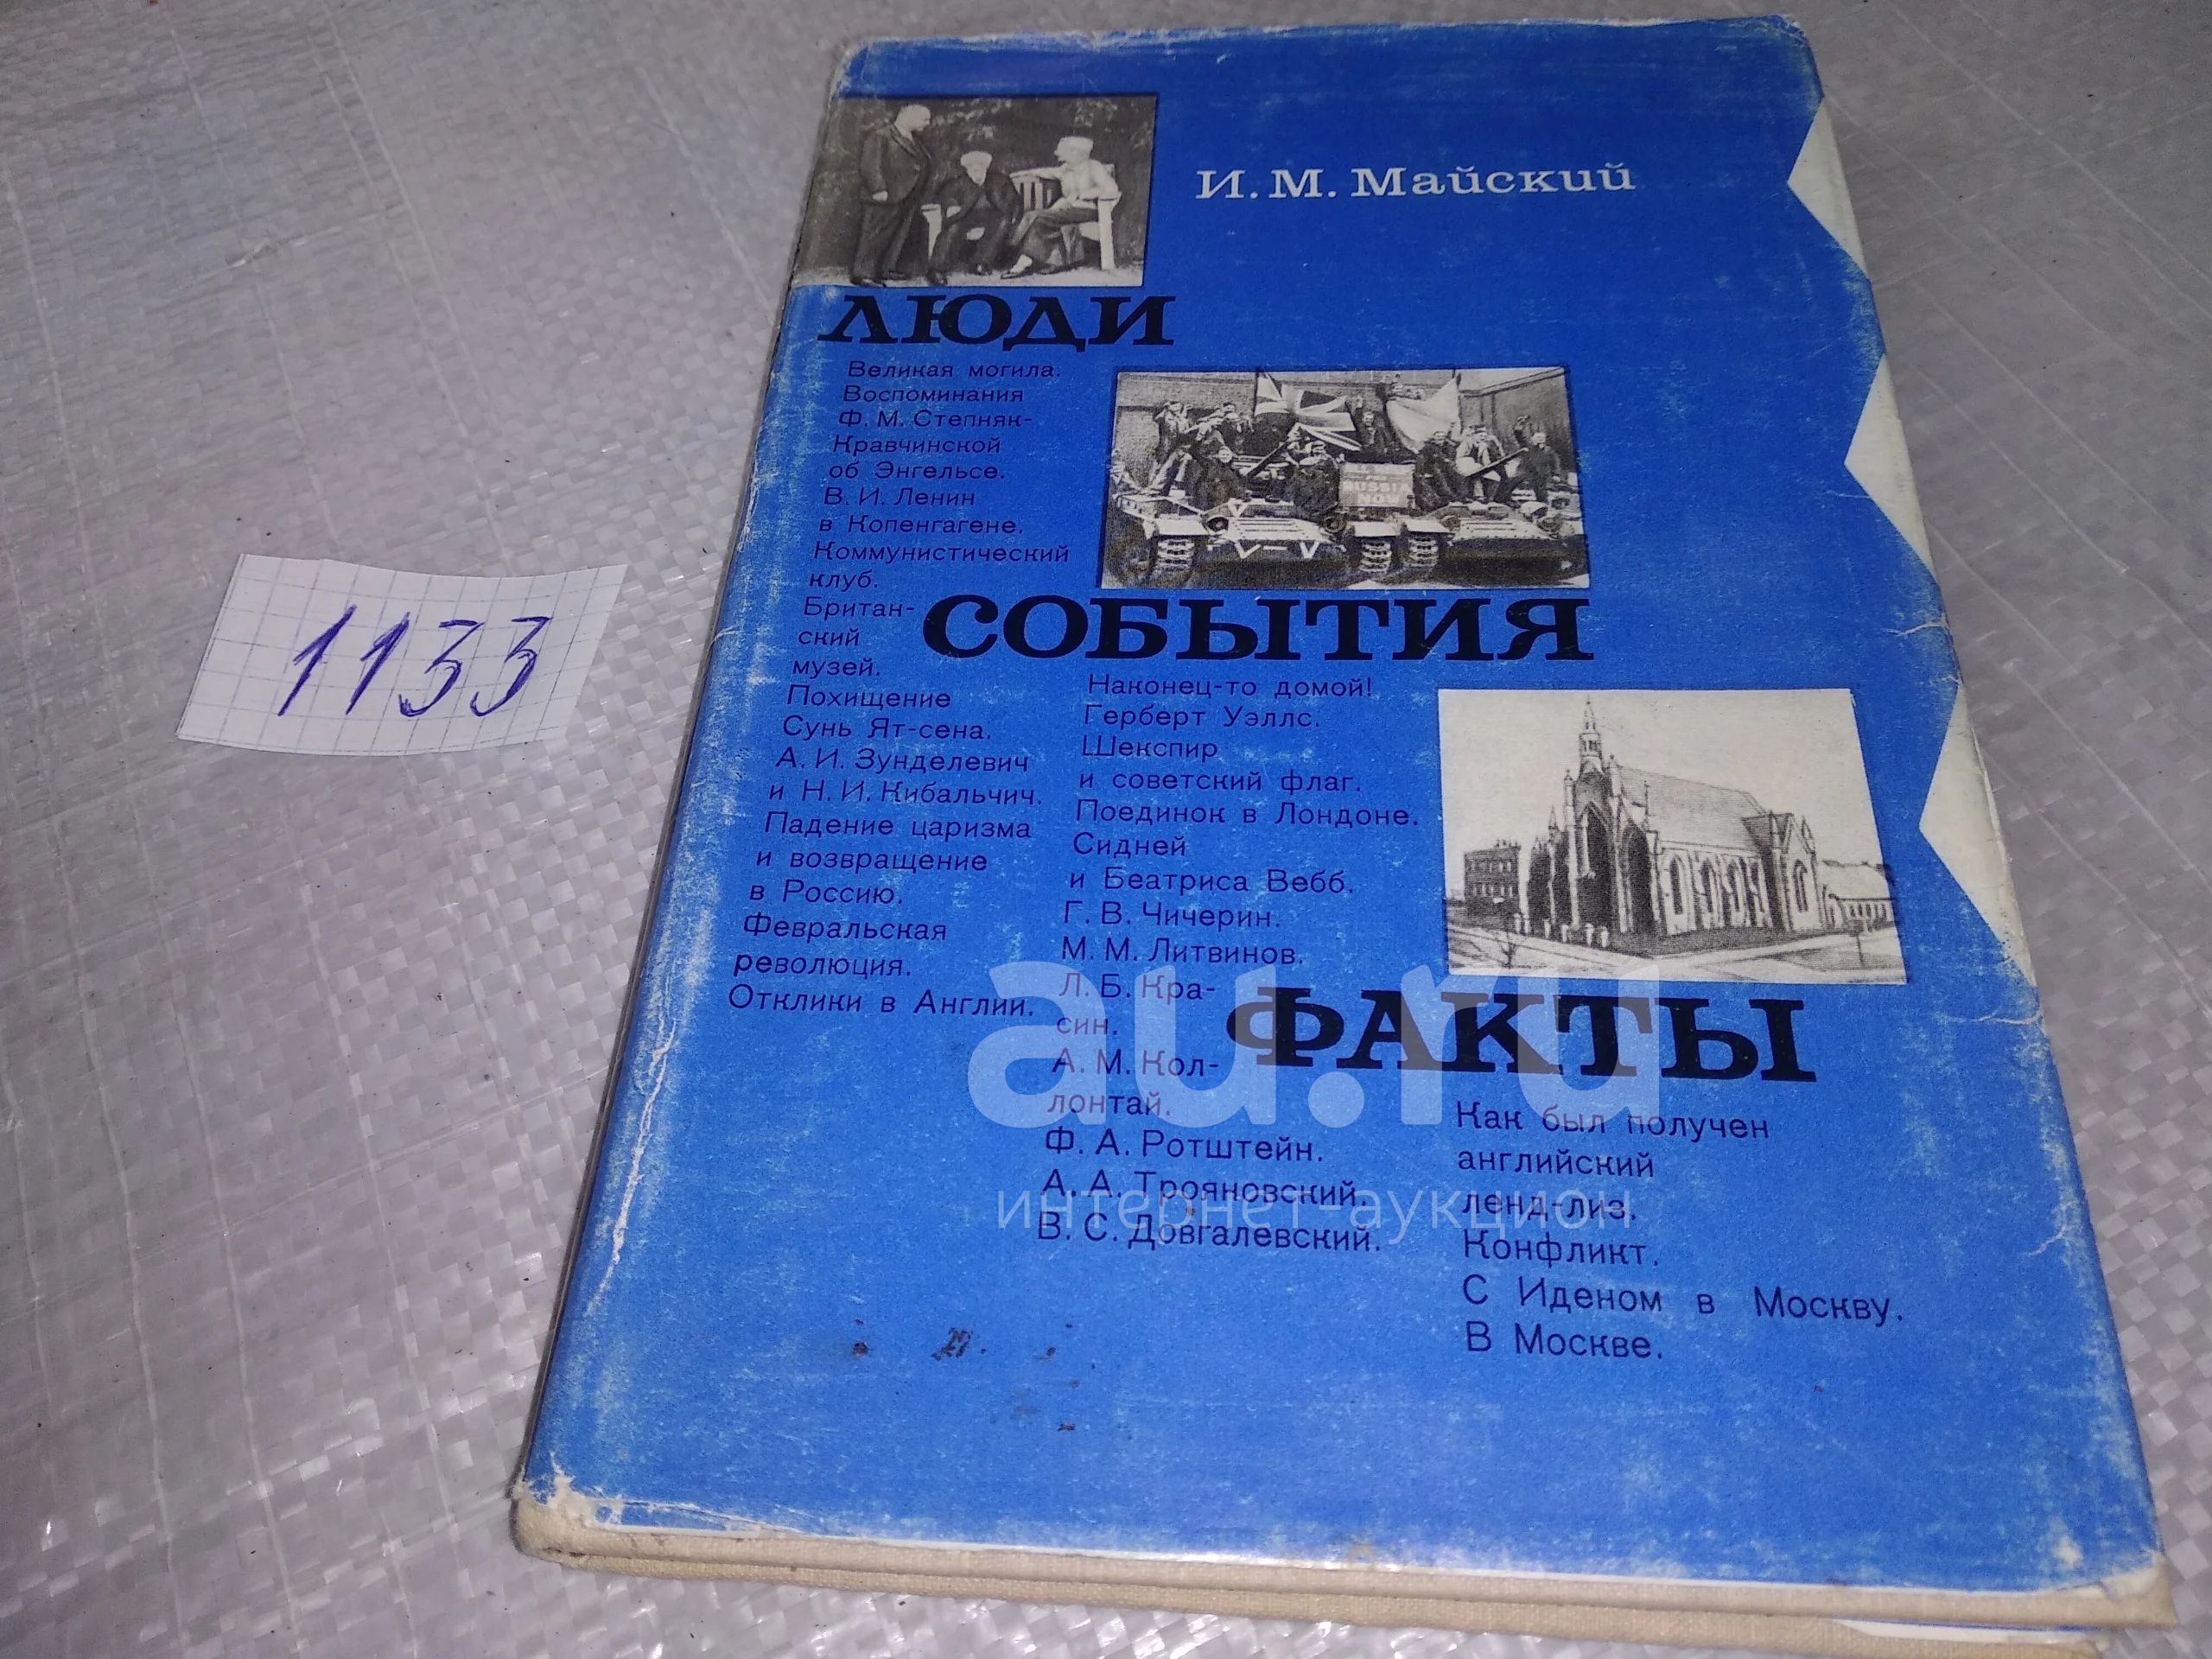 И. М. Майский
ЛЮДИ
Великая могила.
Воспоминания
Ф. М. Степняк-
Кравчинской
об Энгельсе.
В. И. Ленин
в Копенгагене.
Коммунистический
клуб.
Британ-
ский
музей.
Похищение
Сунь Ят-сена.
А. И. Зунделевич
и Н. И. Кибальчич.
Падение царизма
и возвращение
в Россию.
Февральская
революция.
Отклики в Англии.
NOW
СОБЫТИЯ
Наконец-то домой!
Герберт Уэллс.
Шекспир
и советский флаг.
Поединок в Лондоне.
Сидней
и Беатриса Вебб.
Г. В. Чичерин.
М. М. Литвинов.
Л. Б. Кра-
син.
А. М. Кол-
лонтай.
Ф. А. Ротштейн.
А. А. Трояновский.
В. С. Довгалевский.
ФАКТЫ
Как был получен
английский
ленд-лиз.
Конфликт.
С Иденом в Москву.
В Москве.
1133
au.ru
интернет-аукцион